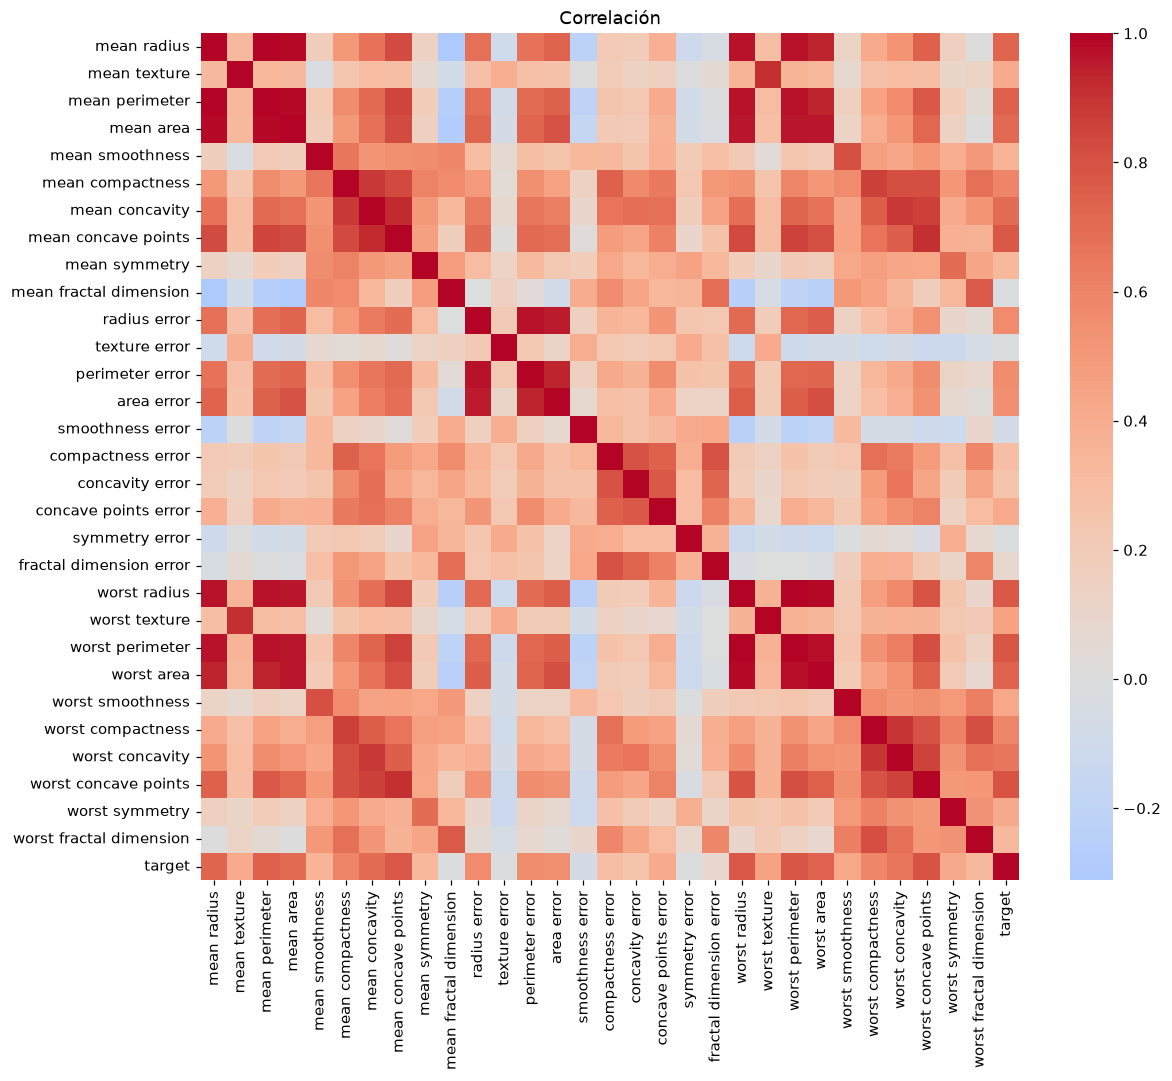 Correlación
mean radius
mean texture
mean perimeter
mean area
mean smoothness
mean compactness
mean concavity
mean concave points
mean symmetry
mean fractal dimension
radius error
texture error
perimeter error
area error
smoothness error
compactness error
concavity error
concave points error
symmetry error
fractal dimension error
worst radius
worst texture
worst perimeter
worst area
worst smoothness
worst compactness
worst concavity
worst concave points
worst symmetry
worst fractal dimension
target
mean radius
mean texture
mean perimeter
mean area
mean smoothness
mean compactness
mean concavity
mean concave points
mean symmetry
mean fractal dimension
radius error
texture error
perimeter error
area error
smoothness error
compactness error
concavity error
concave points error
symmetry error
fractal dimension error
worst radius
worst texture
worst perimeter
worst area
worst smoothness
worst compactness
worst concavity
worst concave points
worst symmetry
worst fractal dimension
target
1.0
0.8
0.6
0.4
0.2
0.0
−0.2